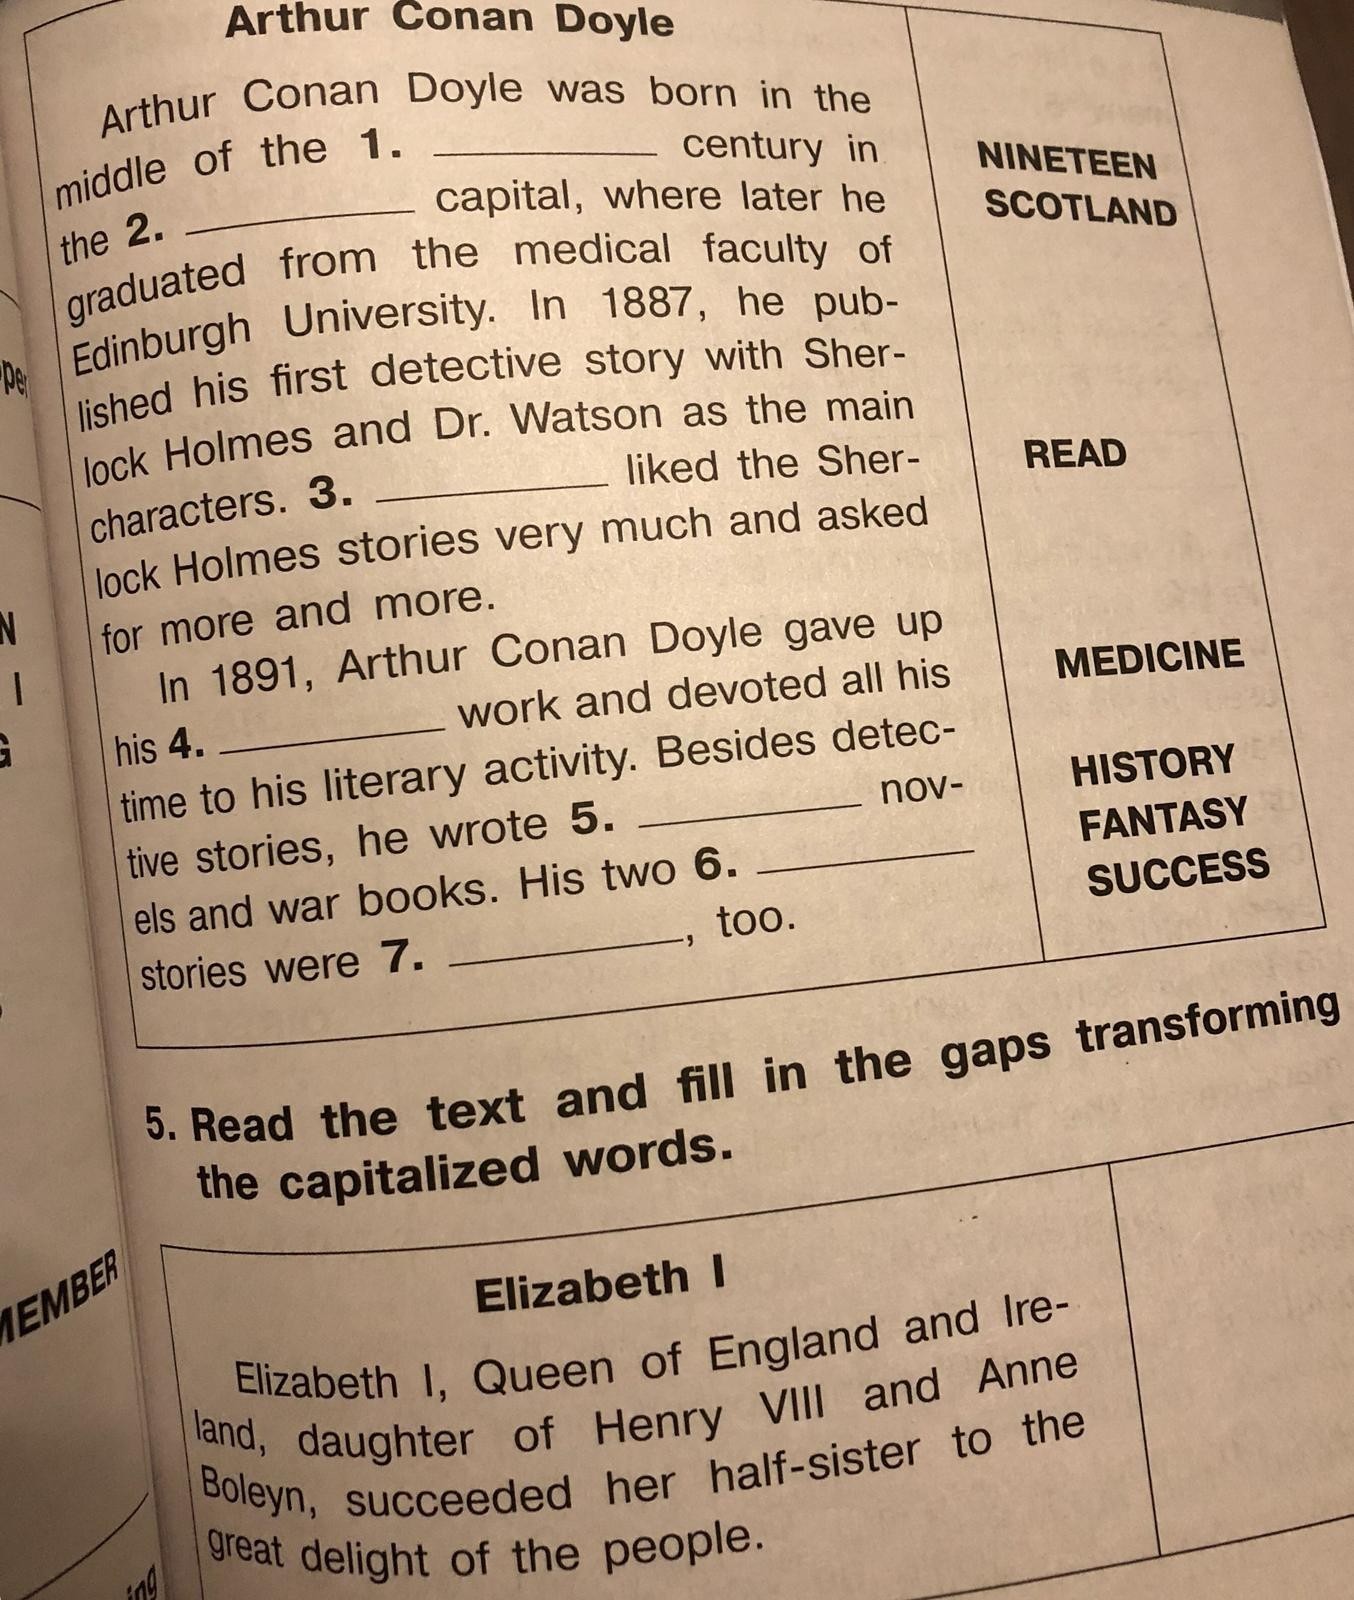 Arthur Conan Doyle
Arthur Conan Doyle was born in the
middle of the 1. ____________ century in
the 2. ____________ capital, where later he
graduated from the medical faculty of
Edinburgh University. In 1887, he pub-
lished his first detective story with Sher-
lock Holmes and Dr. Watson as the main
characters. 3. ____________ liked the Sher-
lock Holmes stories very much and asked
for more and more.
In 1891, Arthur Conan Doyle gave up
his 4. ____________ work and devoted all his
time to his literary activity. Besides detec-
tive stories, he wrote 5. ____________ nov-
els and war books. His two 6. ____________
stories were 7. ____________, too.
NINETEEN
SCOTLAND
READ
MEDICINE
HISTORY
FANTASY
SUCCESS
5. Read the text and fill in the gaps transforming
the capitalized words.
Elizabeth I
Elizabeth I, Queen of England and Ire-
land, daughter of Henry VIII and Anne
Boleyn, succeeded her half-sister to the
great delight of the people.